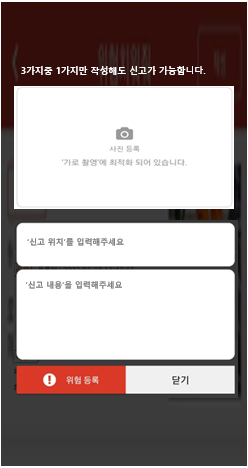 3가지중 1가지만 작성해도 신고가 가능합니다.
사진 등록
'가로 촬영'에 최적화 되어 있습니다.
'신고 위치'를 입력해주세요
'신고 내용'을 입력해주세요
위험 등록
닫기